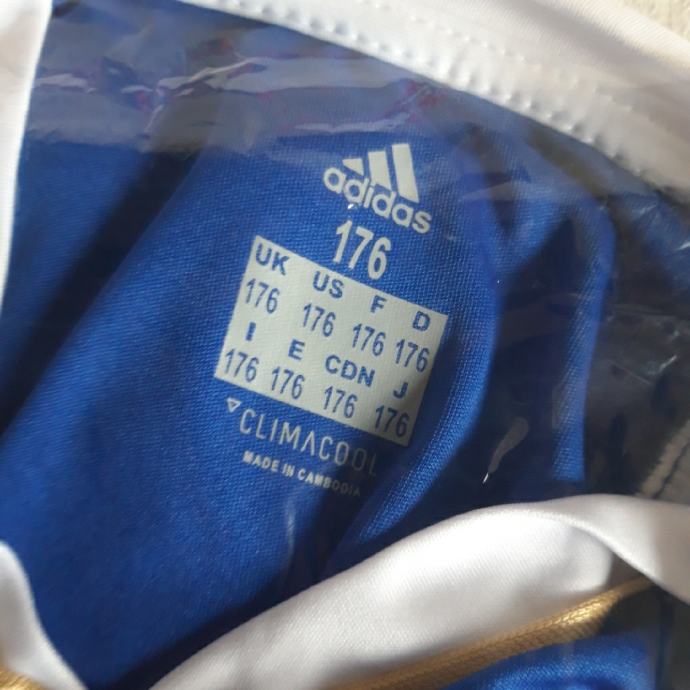 adidas
176
UK US F D
176 176 176 176
I E CDN J
176 176 176 176
CLIMACOOL
MADE IN CAMBODIA